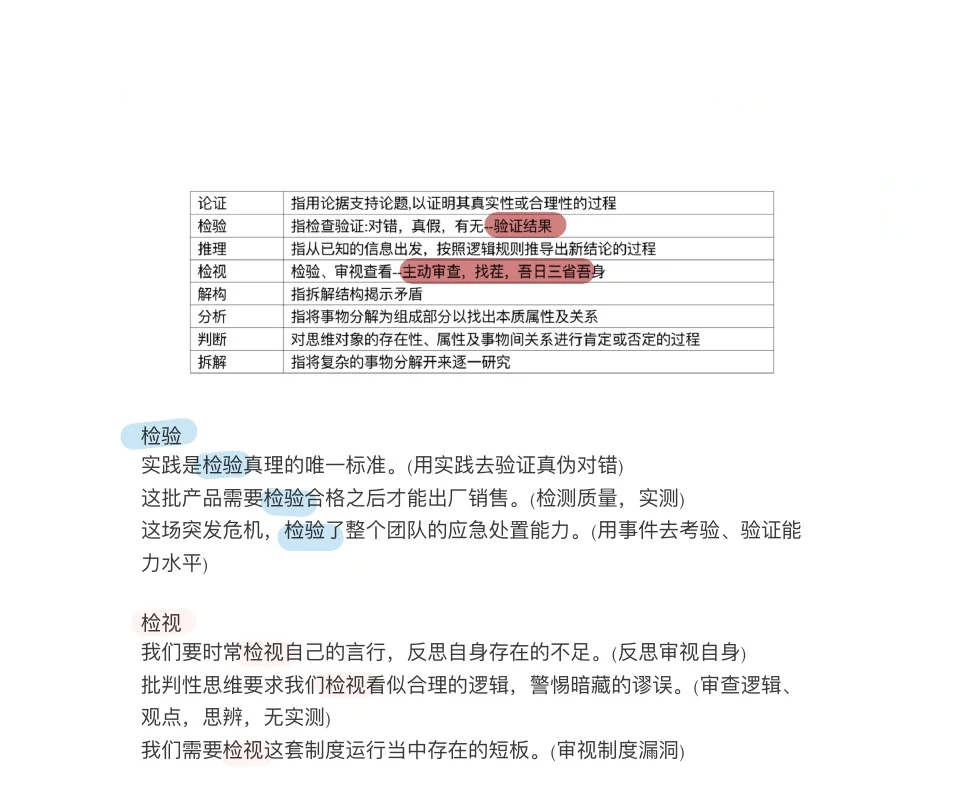 论证 指用论据支持论题,以证明其真实性或合理性的过程
检验 指检查验证:对错，真假，有无--验证结果
推理 指从已知的信息出发，按照逻辑规则推导出新结论的过程
检视 检验、审视查看--主动审查，找茬，吾日三省吾身
解构 指拆解结构揭示矛盾
分析 指将事物分解为组成部分以找出本质属性及关系
判断 对思维对象的存在性、属性及事物间关系进行肯定或否定的过程
拆解 指将复杂的事物分解开来逐一研究
检验
实践是检验真理的唯一标准。(用实践去验证真伪对错)
这批产品需要检验合格之后才能出厂销售。(检测质量，实测)
这场突发危机，检验了整个团队的应急处置能力。(用事件去考验、验证能
力水平)
检视
我们要时常检视自己的言行，反思自身存在的不足。(反思审视自身)
批判性思维要求我们检视看似合理的逻辑，警惕暗藏的谬误。(审查逻辑、
观点，思辨，无实测)
我们需要检视这套制度运行当中存在的短板。(审视制度漏洞)